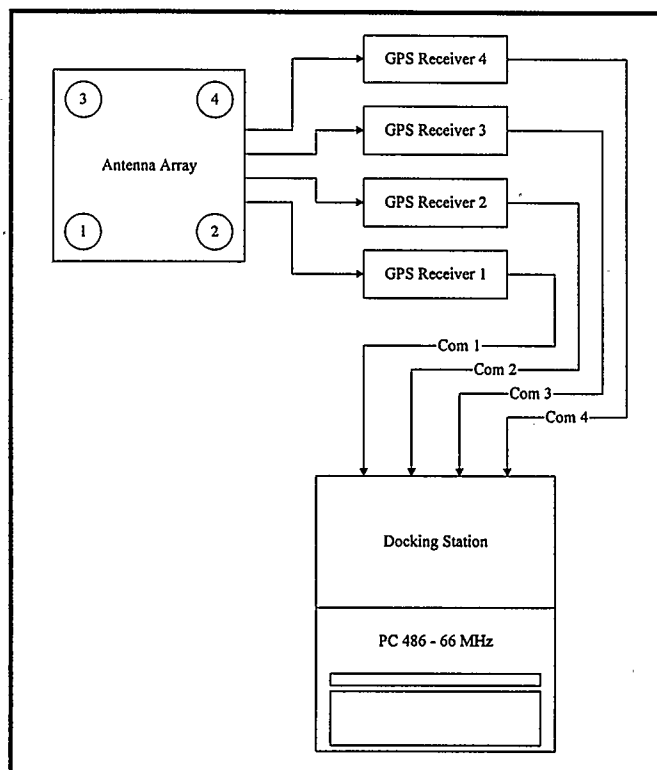 GPS Receiver 4
3
4
GPS Receiver 3
Antenna Array
GPS Receiver 2
1
2
GPS Receiver 1
Com 1
Com 2
Com 3
Com 4
Docking Station
PC 486 - 66 MHz